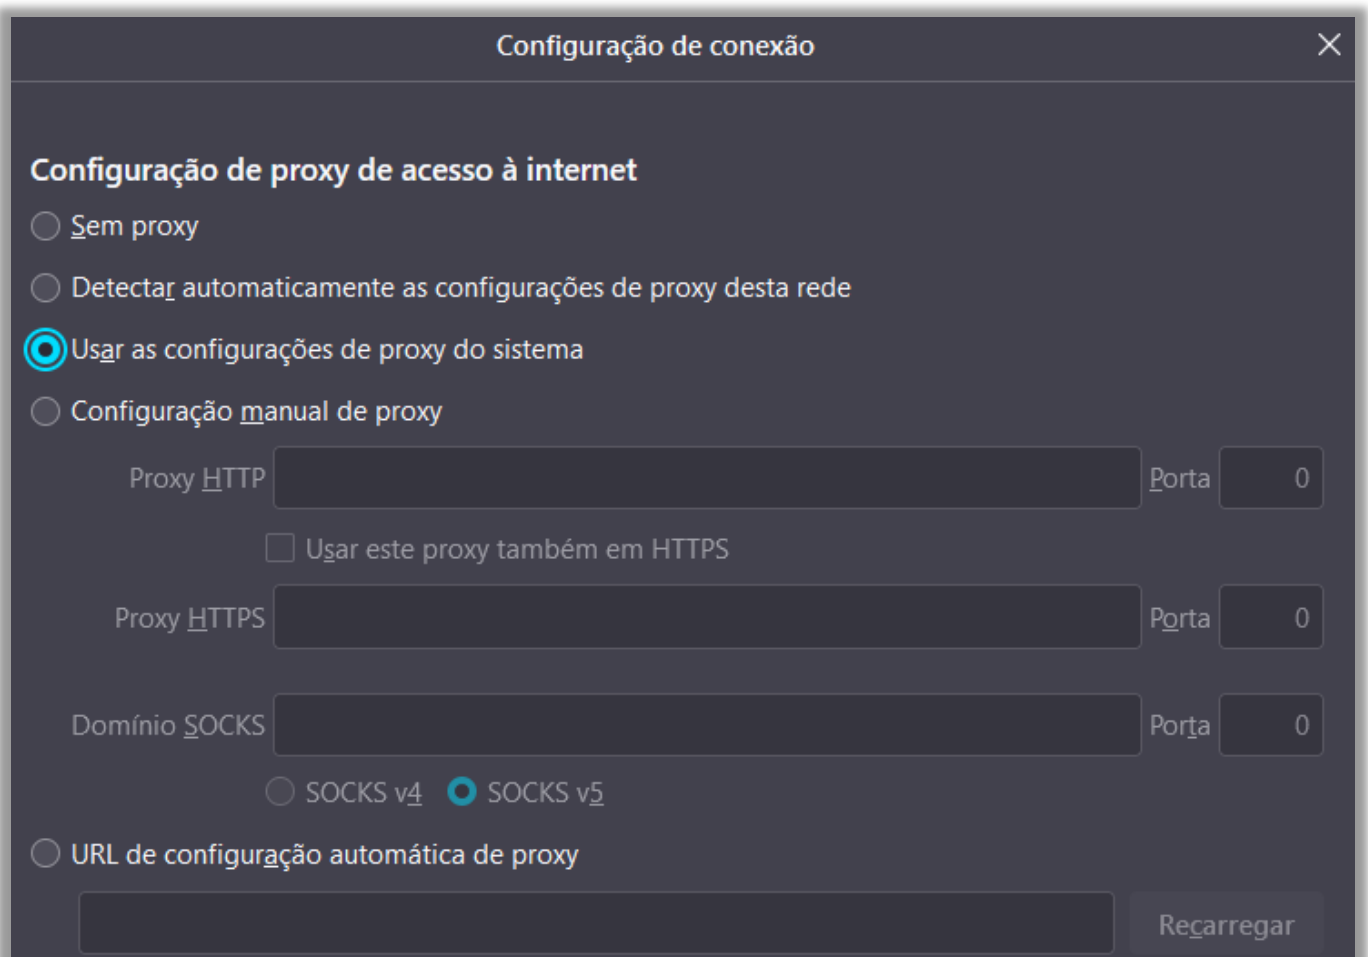 Configuração de conexão
Configuração de proxy de acesso à internet
Sem proxy
Detectar automaticamente as configurações de proxy desta rede
Usar as configurações de proxy do sistema
Configuração manual de proxy
Proxy HTTP Porta 0
Usar este proxy também em HTTPS
Proxy HTTPS Porta 0
Domínio SOCKS Porta 0
SOCKS v4 SOCKS v5
URL de configuração automática de proxy
Recarregar